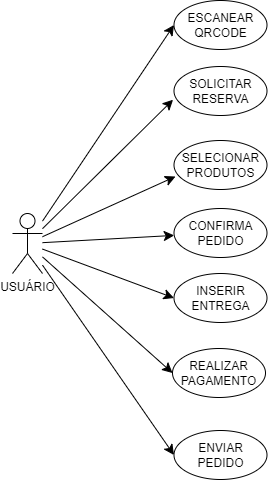 ESCANEAR
QRCODE
SOLICITAR
RESERVA
SELECIONAR
PRODUTOS
CONFIRMA
PEDIDO
USUÁRIO
INSERIR
ENTREGA
REALIZAR
PAGAMENTO
ENVIAR
PEDIDO